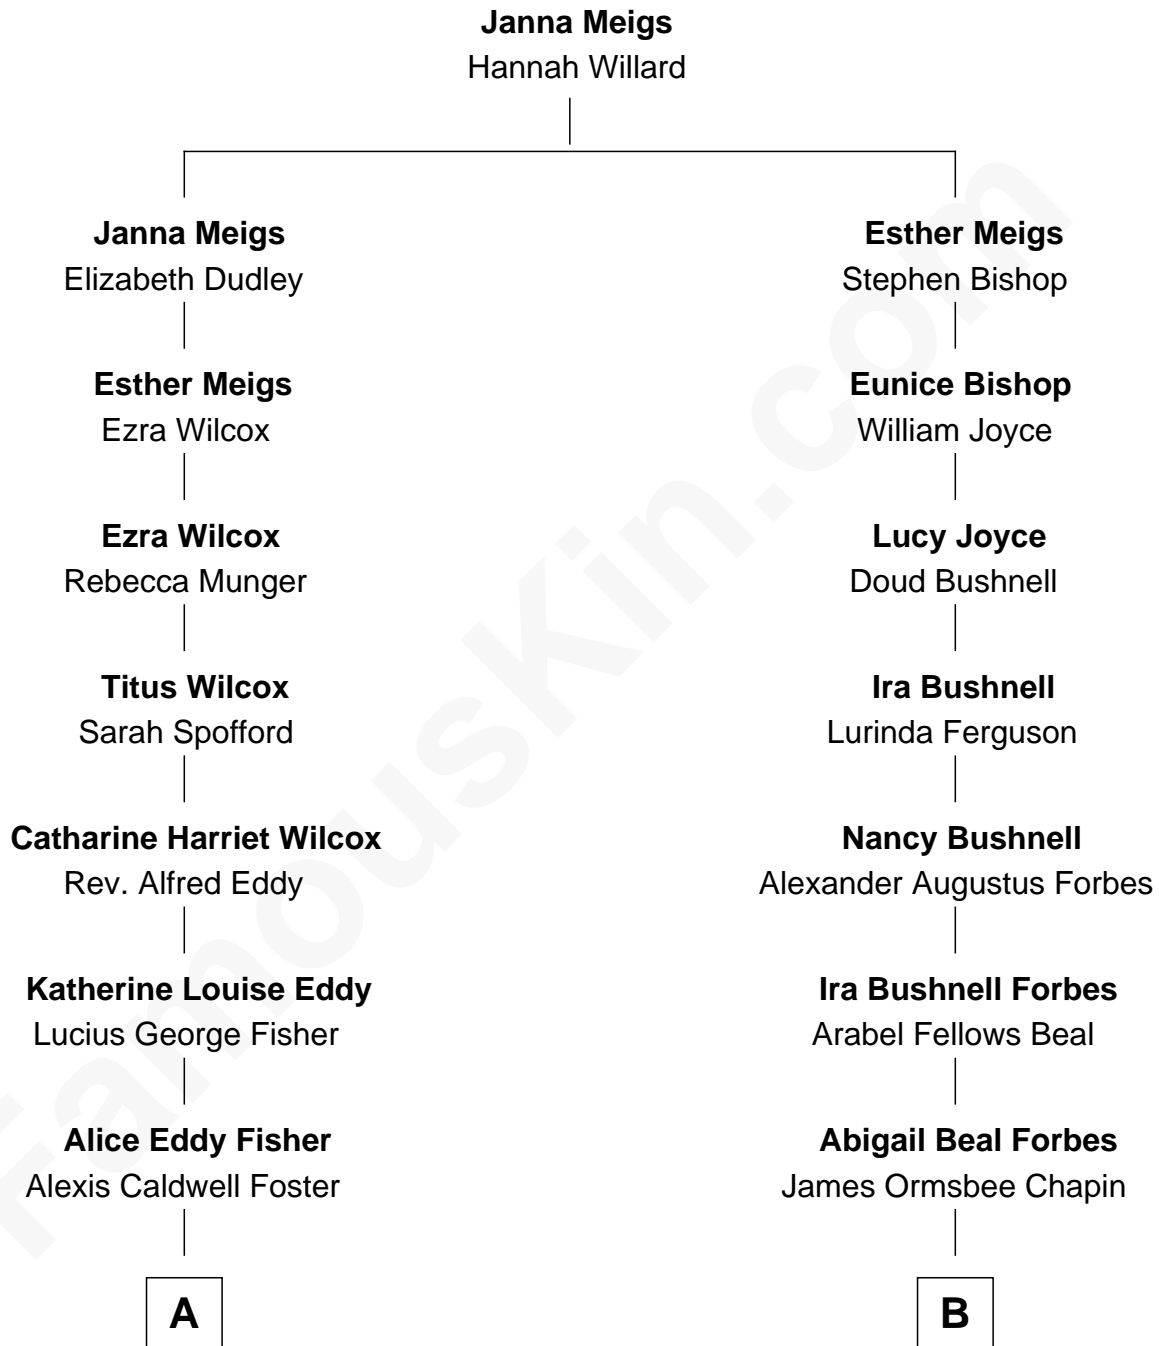 Janna Meigs
Hannah Willard
Janna Meigs
Elizabeth Dudley
Esther Meigs
Stephen Bishop
Esther Meigs
Ezra Wilcox
Eunice Bishop
William Joyce
Ezra Wilcox
Rebecca Munger
Lucy Joyce
Doud Bushnell
Titus Wilcox
Sarah Spofford
Ira Bushnell
Lurinda Ferguson
Catharine Harriet Wilcox
Rev. Alfred Eddy
Nancy Bushnell
Alexander Augustus Forbes
Katherine Louise Eddy
Lucius George Fisher
Ira Bushnell Forbes
Arabel Fellows Beal
Alice Eddy Fisher
Alexis Caldwell Foster
Abigail Beal Forbes
James Ormsbee Chapin
A
B
FamousKin.com